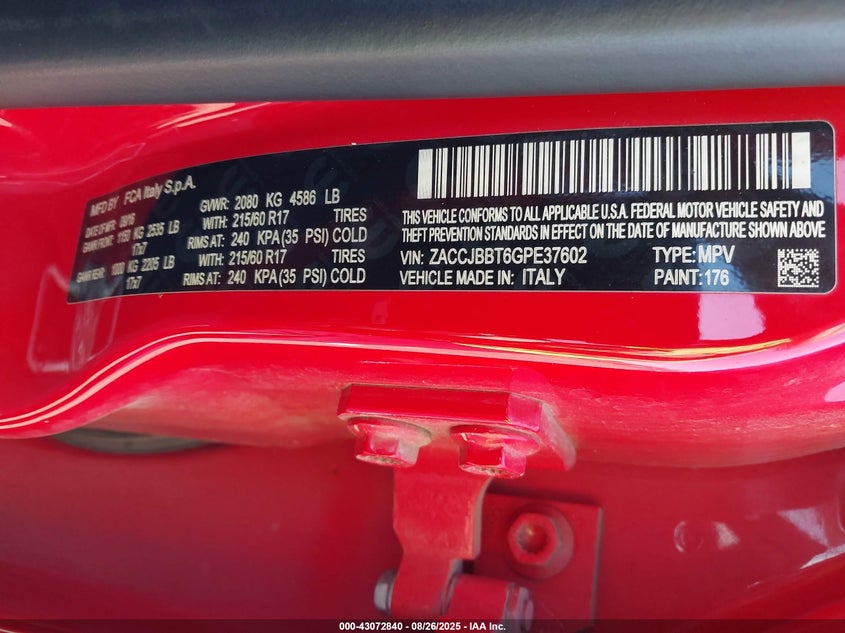 MFD BY FCA Italy S.p.A.
DATE OF MFR: 09/16 GVWR: 2080 KG 4586 LB
GAWR FRONT: 1150 KG 2535 LB WITH: 215/60 R17 TIRES
17x7 RIMS AT: 240 KPA(35 PSI) COLD
GAWR REAR: 1000 KG 2205 LB WITH: 215/60 R17 TIRES
17x7 RIMS AT: 240 KPA(35 PSI) COLD
THIS VEHICLE CONFORMS TO ALL APPLICABLE U.S.A. FEDERAL MOTOR VEHICLE SAFETY AND
THEFT PREVENTION STANDARDS IN EFFECT ON THE DATE OF MANUFACTURE SHOWN ABOVE
VIN: ZACCJBBT6GPE37602 TYPE: MPV
VEHICLE MADE IN: ITALY PAINT: 176
000-43072840 - 08/26/2025 - IAA Inc.